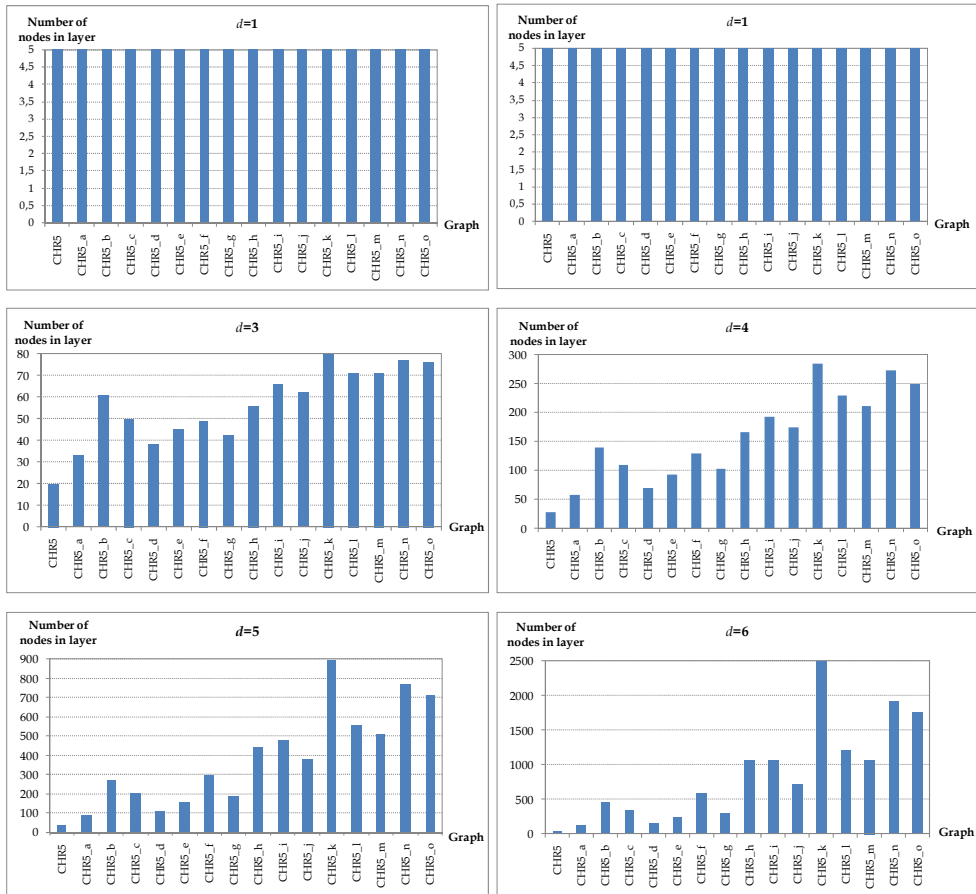 Number of
nodes in layer
d=1
5
4,5
4
3,5
3
2,5
2
1,5
1
0,5
0
Graph
CHR5
CHR5_a
CHR5_b
CHR5_c
CHR5_d
CHR5_e
CHR5_f
CHR5_g
CHR5_h
CHR5_i
CHR5_j
CHR5_k
CHR5_l
CHR5_m
CHR5_n
CHR5_o
Number of
nodes in layer
d=1
5
4,5
4
3,5
3
2,5
2
1,5
1
0,5
0
Graph
CHR5
CHR5_a
CHR5_b
CHR5_c
CHR5_d
CHR5_e
CHR5_f
CHR5_g
CHR5_h
CHR5_i
CHR5_j
CHR5_k
CHR5_l
CHR5_m
CHR5_n
CHR5_o
Number of
nodes in layer
d=3
80
70
60
50
40
30
20
10
0
Graph
CHR5
CHR5_a
CHR5_b
CHR5_c
CHR5_d
CHR5_e
CHR5_f
CHR5_g
CHR5_h
CHR5_i
CHR5_j
CHR5_k
CHR5_l
CHR5_m
CHR5_n
CHR5_o
Number of
nodes in layer
d=4
300
250
200
150
100
50
0
Graph
CHR5
CHR5_a
CHR5_b
CHR5_c
CHR5_d
CHR5_e
CHR5_f
CHR5_g
CHR5_h
CHR5_i
CHR5_j
CHR5_k
CHR5_l
CHR5_m
CHR5_n
CHR5_o
Number of
nodes in layer
d=5
900
800
700
600
500
400
300
200
100
0
Graph
CHR5
CHR5_a
CHR5_b
CHR5_c
CHR5_d
CHR5_e
CHR5_f
CHR5_g
CHR5_h
CHR5_i
CHR5_j
CHR5_k
CHR5_l
CHR5_m
CHR5_n
CHR5_o
Number of
nodes in layer
d=6
2500
2000
1500
1000
500
0
Graph
CHR5
CHR5_a
CHR5_b
CHR5_c
CHR5_d
CHR5_e
CHR5_f
CHR5_g
CHR5_h
CHR5_i
CHR5_j
CHR5_k
CHR5_l
CHR5_m
CHR5_n
CHR5_o